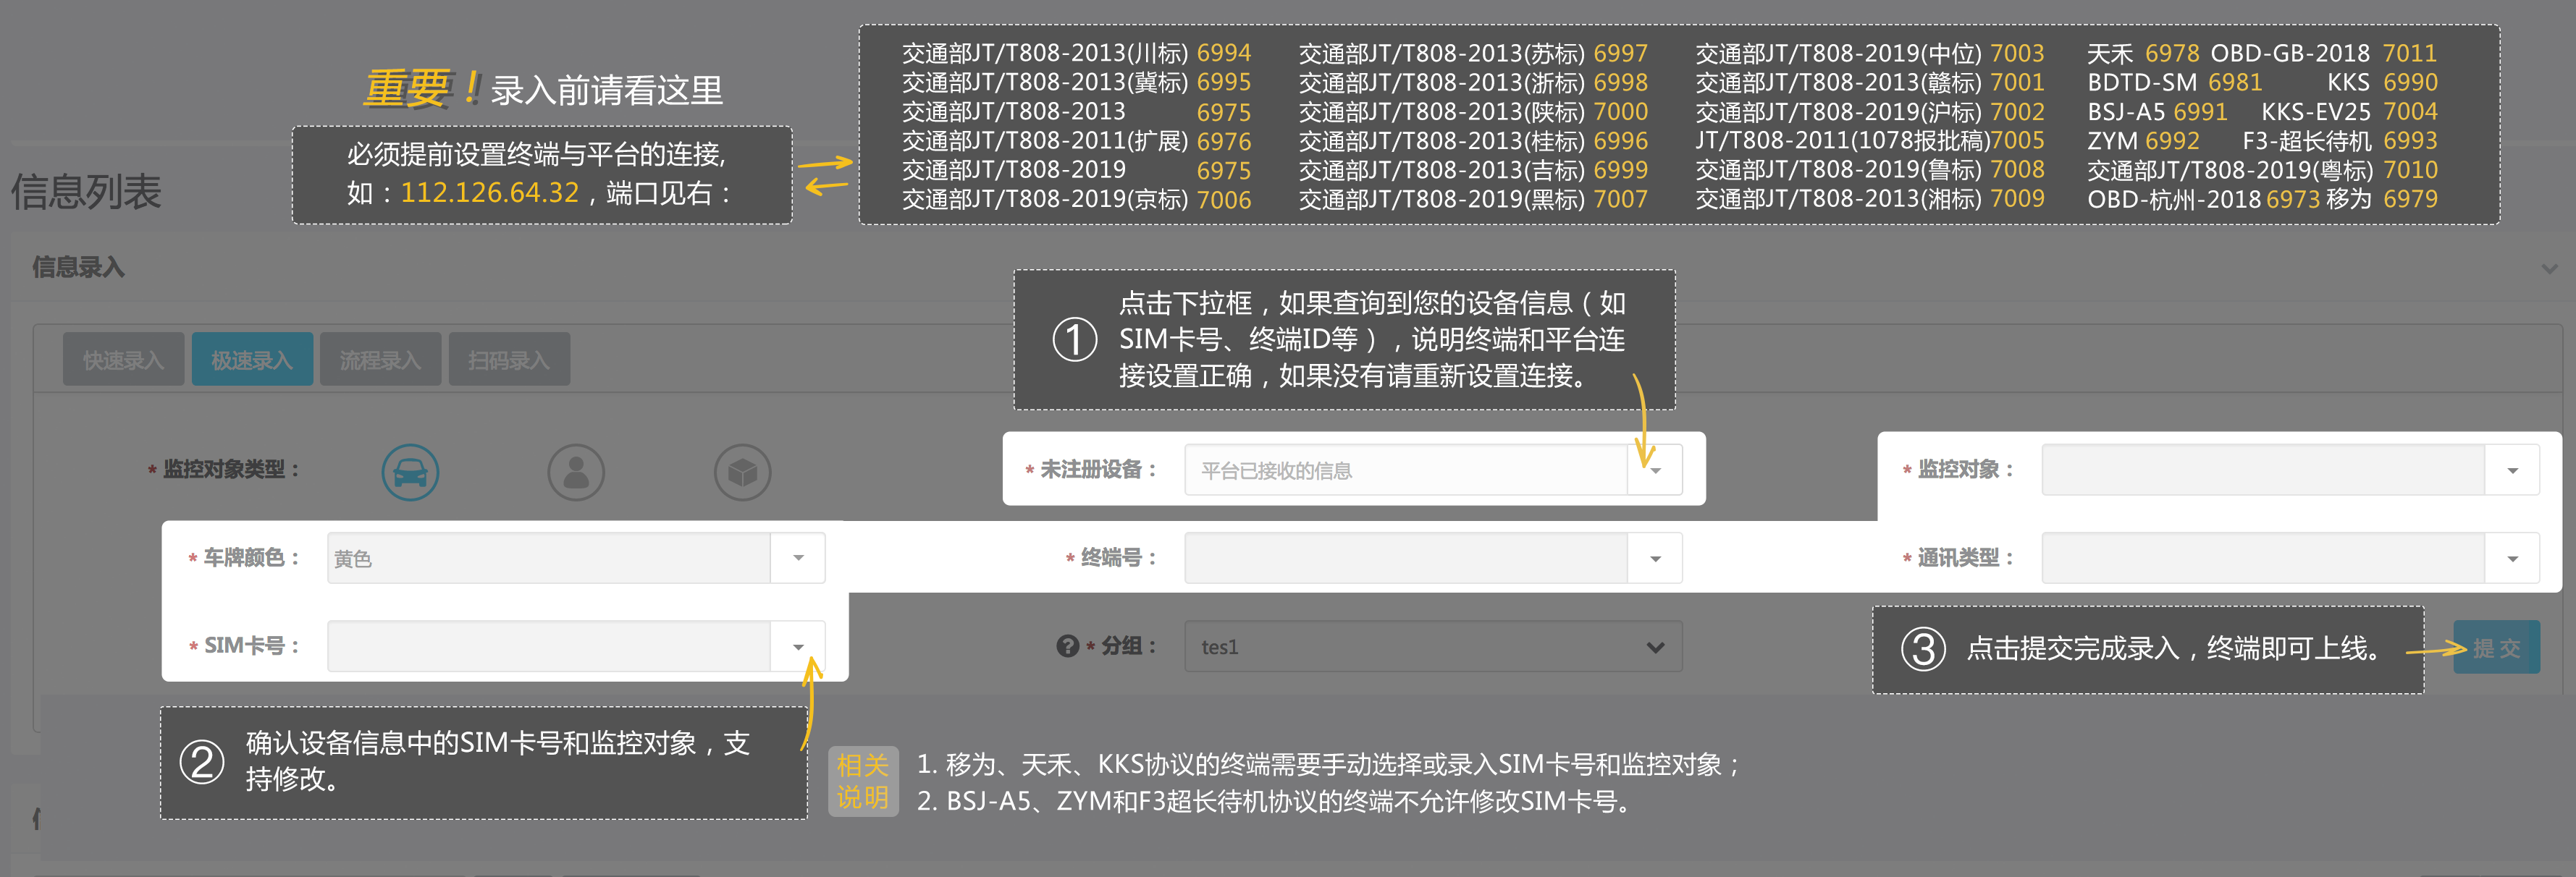 重要！录入前请看这里
必须提前设置终端与平台的连接,
如：112.126.64.32，端口见右：
交通部JT/T808-2013(川标) 6994
交通部JT/T808-2013(冀标) 6995
交通部JT/T808-2013 6975
交通部JT/T808-2011(扩展) 6976
交通部JT/T808-2019 6975
交通部JT/T808-2019(京标) 7006
交通部JT/T808-2013(苏标) 6997
交通部JT/T808-2013(浙标) 6998
交通部JT/T808-2013(陕标) 7000
交通部JT/T808-2013(桂标) 6996
交通部JT/T808-2013(吉标) 6999
交通部JT/T808-2019(黑标) 7007
交通部JT/T808-2019(中位) 7003
交通部JT/T808-2013(赣标) 7001
交通部JT/T808-2019(沪标) 7002
JT/T808-2011(1078报批稿)7005
交通部JT/T808-2019(鲁标) 7008
交通部JT/T808-2013(湘标) 7009
天禾 6978 OBD-GB-2018 7011
BDTD-SM 6981 KKS 6990
BSJ-A5 6991 KKS-EV25 7004
ZYM 6992 F3-超长待机 6993
交通部JT/T808-2019(粤标) 7010
OBD-杭州-2018 6973 移为 6979
信息列表
信息录入
快速录入 极速录入 流程录入 扫码录入
① 点击下拉框，如果查询到您的设备信息（如
SIM卡号、终端ID等），说明终端和平台连
接设置正确，如果没有请重新设置连接。
* 监控对象类型：
* 未注册设备： 平台已接收的信息
* 监控对象：
* 车牌颜色： 黄色
* 终端号：
* 通讯类型：
* SIM卡号：
? * 分组： tes1
③ 点击提交完成录入，终端即可上线。
提 交
② 确认设备信息中的SIM卡号和监控对象，支
持修改。
相关
说明
1. 移为、天禾、KKS协议的终端需要手动选择或录入SIM卡号和监控对象；
2. BSJ-A5、ZYM和F3超长待机协议的终端不允许修改SIM卡号。